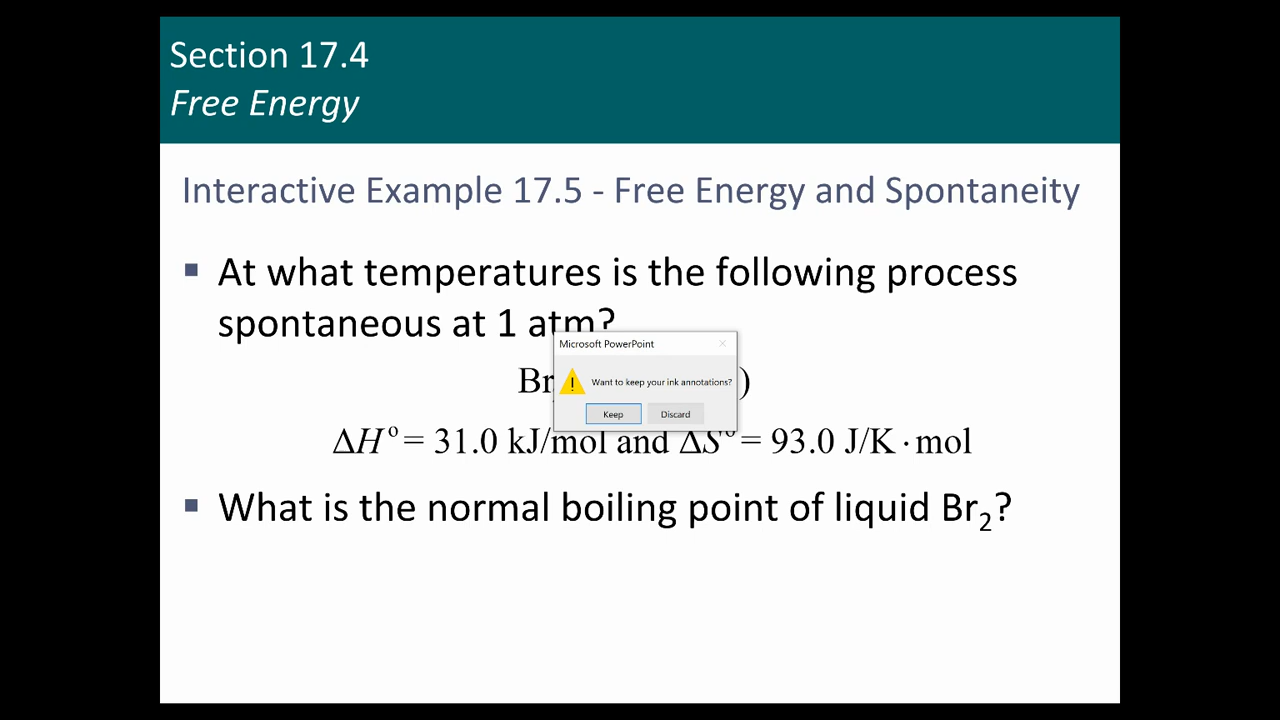 Section 17.4
Free Energy
Interactive Example 17.5 - Free Energy and Spontaneity
▪ At what temperatures is the following process
spontaneous at 1 atm?
Microsoft PowerPoint
Want to keep your ink annotations?
Keep Discard
Br )
ΔH° = 31.0 kJ/mol and ΔS° = 93.0 J/K · mol
▪ What is the normal boiling point of liquid Br₂?